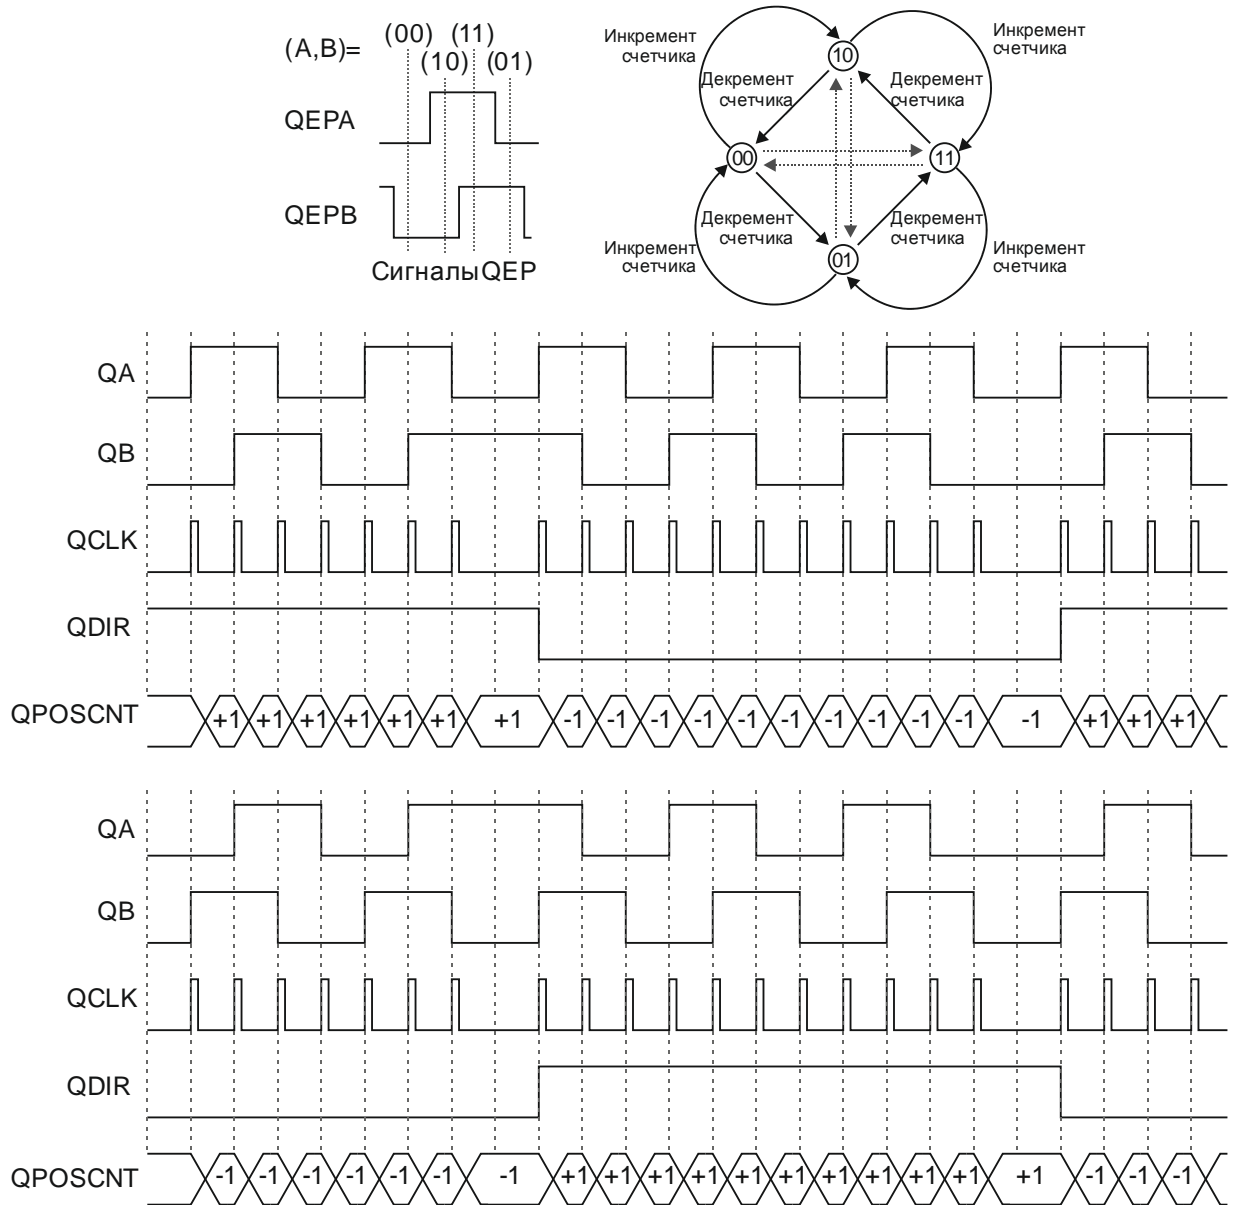 (A,B)=
(00) (11)
(10) (01)
QEPA
QEPB
Сигналы QEP
Инкремент
счетчика
Инкремент
счетчика
10
Декремент
счетчика
Декремент
счетчика
00
11
Декремент
счетчика
Декремент
счетчика
Инкремент
счетчика
Инкремент
счетчика
01
QA
QB
QCLK
QDIR
QPOSCNT +1 +1 +1 +1 +1 +1 +1 -1 -1 -1 -1 -1 -1 -1 -1 -1 -1 -1 +1 +1 +1
QA
QB
QCLK
QDIR
QPOSCNT -1 -1 -1 -1 -1 -1 -1 +1 +1 +1 +1 +1 +1 +1 +1 +1 +1 +1 -1 -1 -1